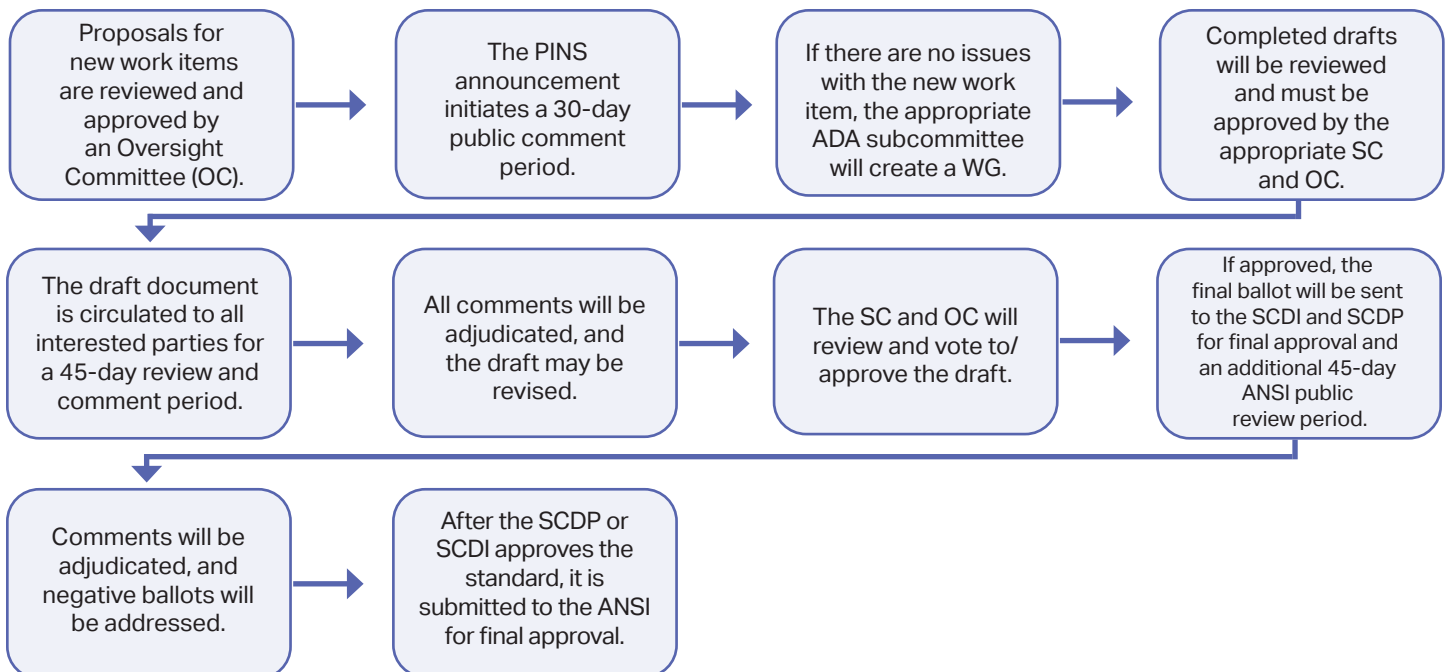 Proposals for
new work items
are reviewed and
approved by
an Oversight
Committee (OC).
The PINS
announcement
initiates a 30-day
public comment
period.
If there are no issues
with the new work
item, the appropriate
ADA subcommittee
will create a WG.
Completed drafts
will be reviewed
and must be
approved by the
appropriate SC
and OC.
The draft document
is circulated to all
interested parties for
a 45-day review and
comment period.
All comments will be
adjudicated, and
the draft may be
revised.
The SC and OC will
review and vote to/
approve the draft.
If approved, the
final ballot will be sent
to the SCDI and SCDP
for final approval and
an additional 45-day
ANSI public
review period.
Comments will be
adjudicated, and
negative ballots will
be addressed.
After the SCDP or
SCDI approves the
standard, it is
submitted to the ANSI
for final approval.